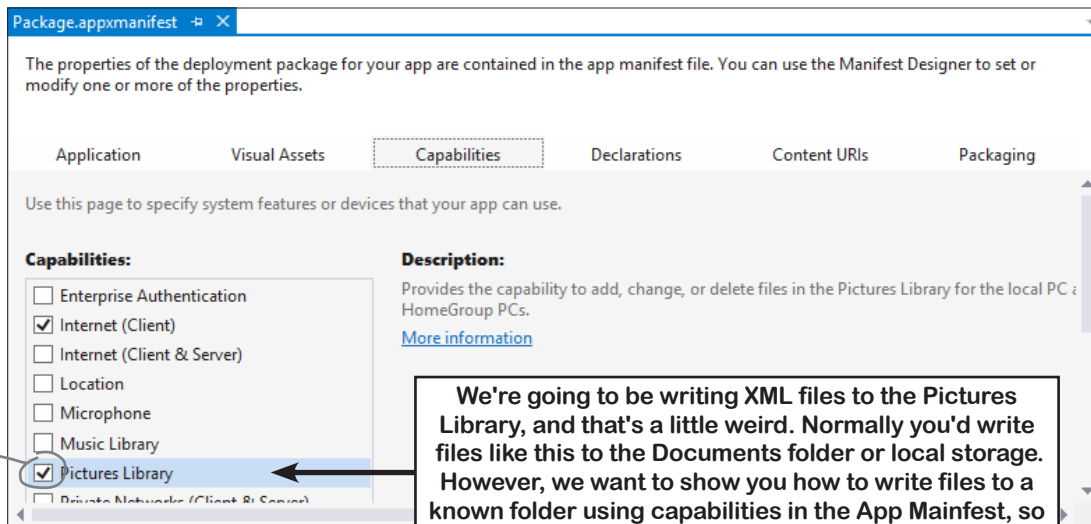 Package.appxmanifest
The properties of the deployment package for your app are contained in the app manifest file. You can use the Manifest Designer to set or
modify one or more of the properties.
Application Visual Assets Capabilities Declarations Content URIs Packaging
Use this page to specify system features or devices that your app can use.
Capabilities:
Enterprise Authentication
Internet (Client)
Internet (Client & Server)
Location
Microphone
Music Library
Pictures Library
Private Networks (Client & Server)
Description:
Provides the capability to add, change, or delete files in the Pictures Library for the local PC
HomeGroup PCs.
More information
We're going to be writing XML files to the Pictures
Library, and that's a little weird. Normally you'd write
files like this to the Documents folder or local storage.
However, we want to show you how to write files to a
known folder using capabilities in the App Mainfest, so